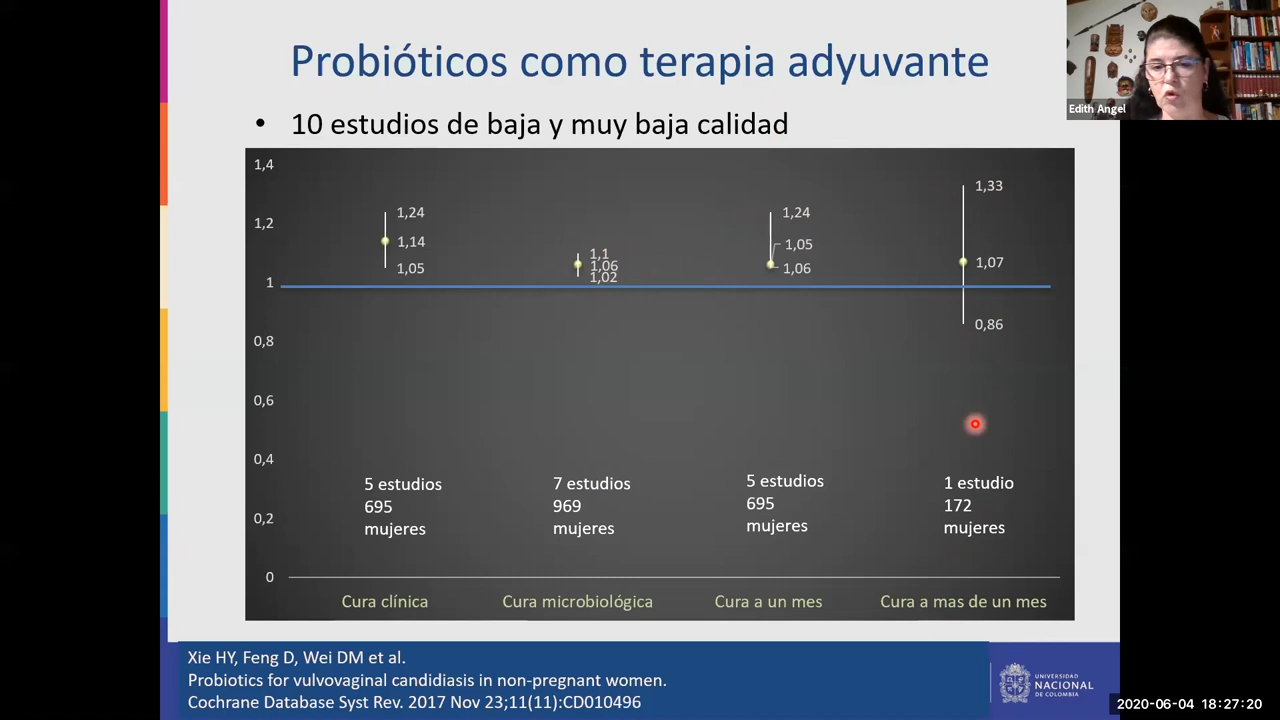 Probióticos como terapia adyuvante
Edith Angel
• 10 estudios de baja y muy baja calidad
1,4
1,2
1
0,8
0,6
0,4
0,2
0
1,24
1,14
1,05
1,1
1,06
1,02
1,24
1,05
1,06
1,33
1,07
0,86
5 estudios
695
mujeres
7 estudios
969
mujeres
5 estudios
695
mujeres
1 estudio
172
mujeres
Cura clínica
Cura microbiológica
Cura a un mes
Cura a mas de un mes
Xie HY, Feng D, Wei DM et al.
Probiotics for vulvovaginal candidiasis in non-pregnant women.
Cochrane Database Syst Rev. 2017 Nov 23;11(11):CD010496
UNIVERSIDAD
NACIONAL
DE COLOMBIA
2020-06-04 18:27:20